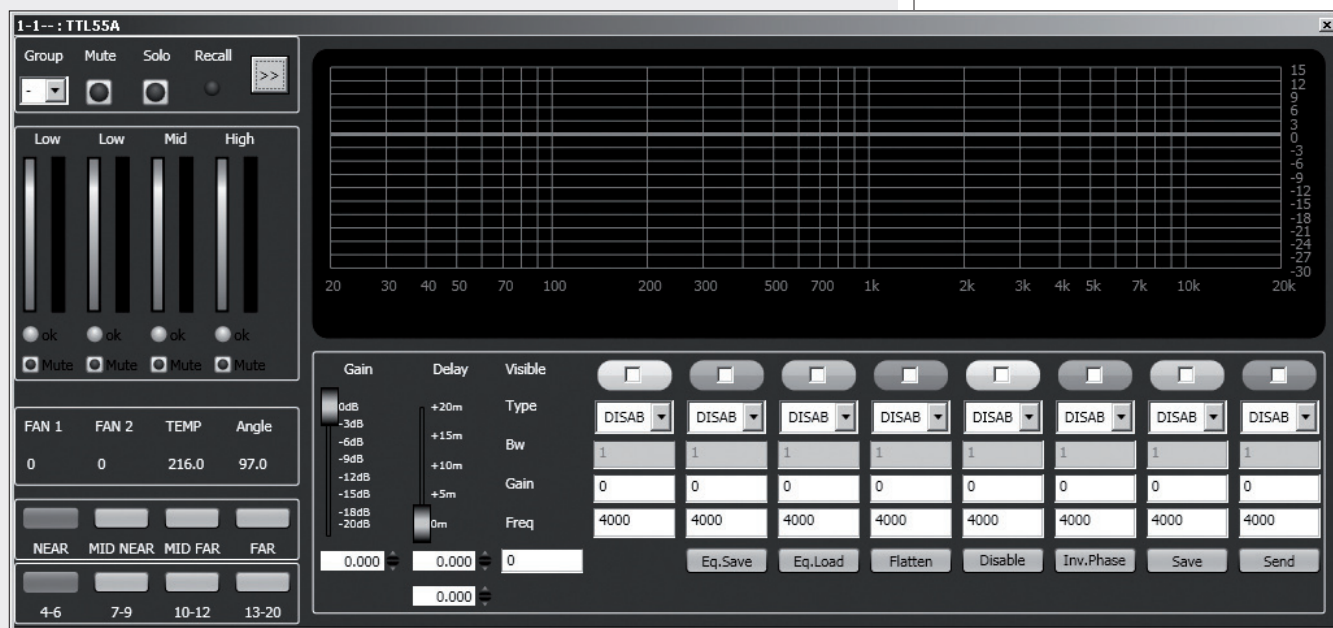 1-1-- : TTL55A
Group Mute Solo Recall
- >>
Low Low Mid High
ok ok ok ok
Mute Mute Mute Mute
FAN 1 FAN 2 TEMP Angle
0 0 216.0 97.0
NEAR MID NEAR MID FAR FAR
4-6 7-9 10-12 13-20
15
12
9
6
3
0
-3
-6
-9
-12
-15
-18
-21
-24
-27
-30
20 30 40 50 70 100 200 300 500 700 1k 2k 3k 4k 5k 7k 10k 20k
Gain Delay Visible
0dB
-3dB
-6dB
-9dB
-12dB
-15dB
-18dB
-20dB
0.000
+20m
+15m
+10m
+5m
0m
0.000
0.000
Type DISAB DISAB DISAB DISAB DISAB DISAB DISAB DISAB
Bw 1 1 1 1 1 1 1 1
Gain 0 0 0 0 0 0 0 0
Freq 4000 4000 4000 4000 4000 4000 4000 4000
0 Eq.Save Eq.Load Flatten Disable Inv.Phase Save Send